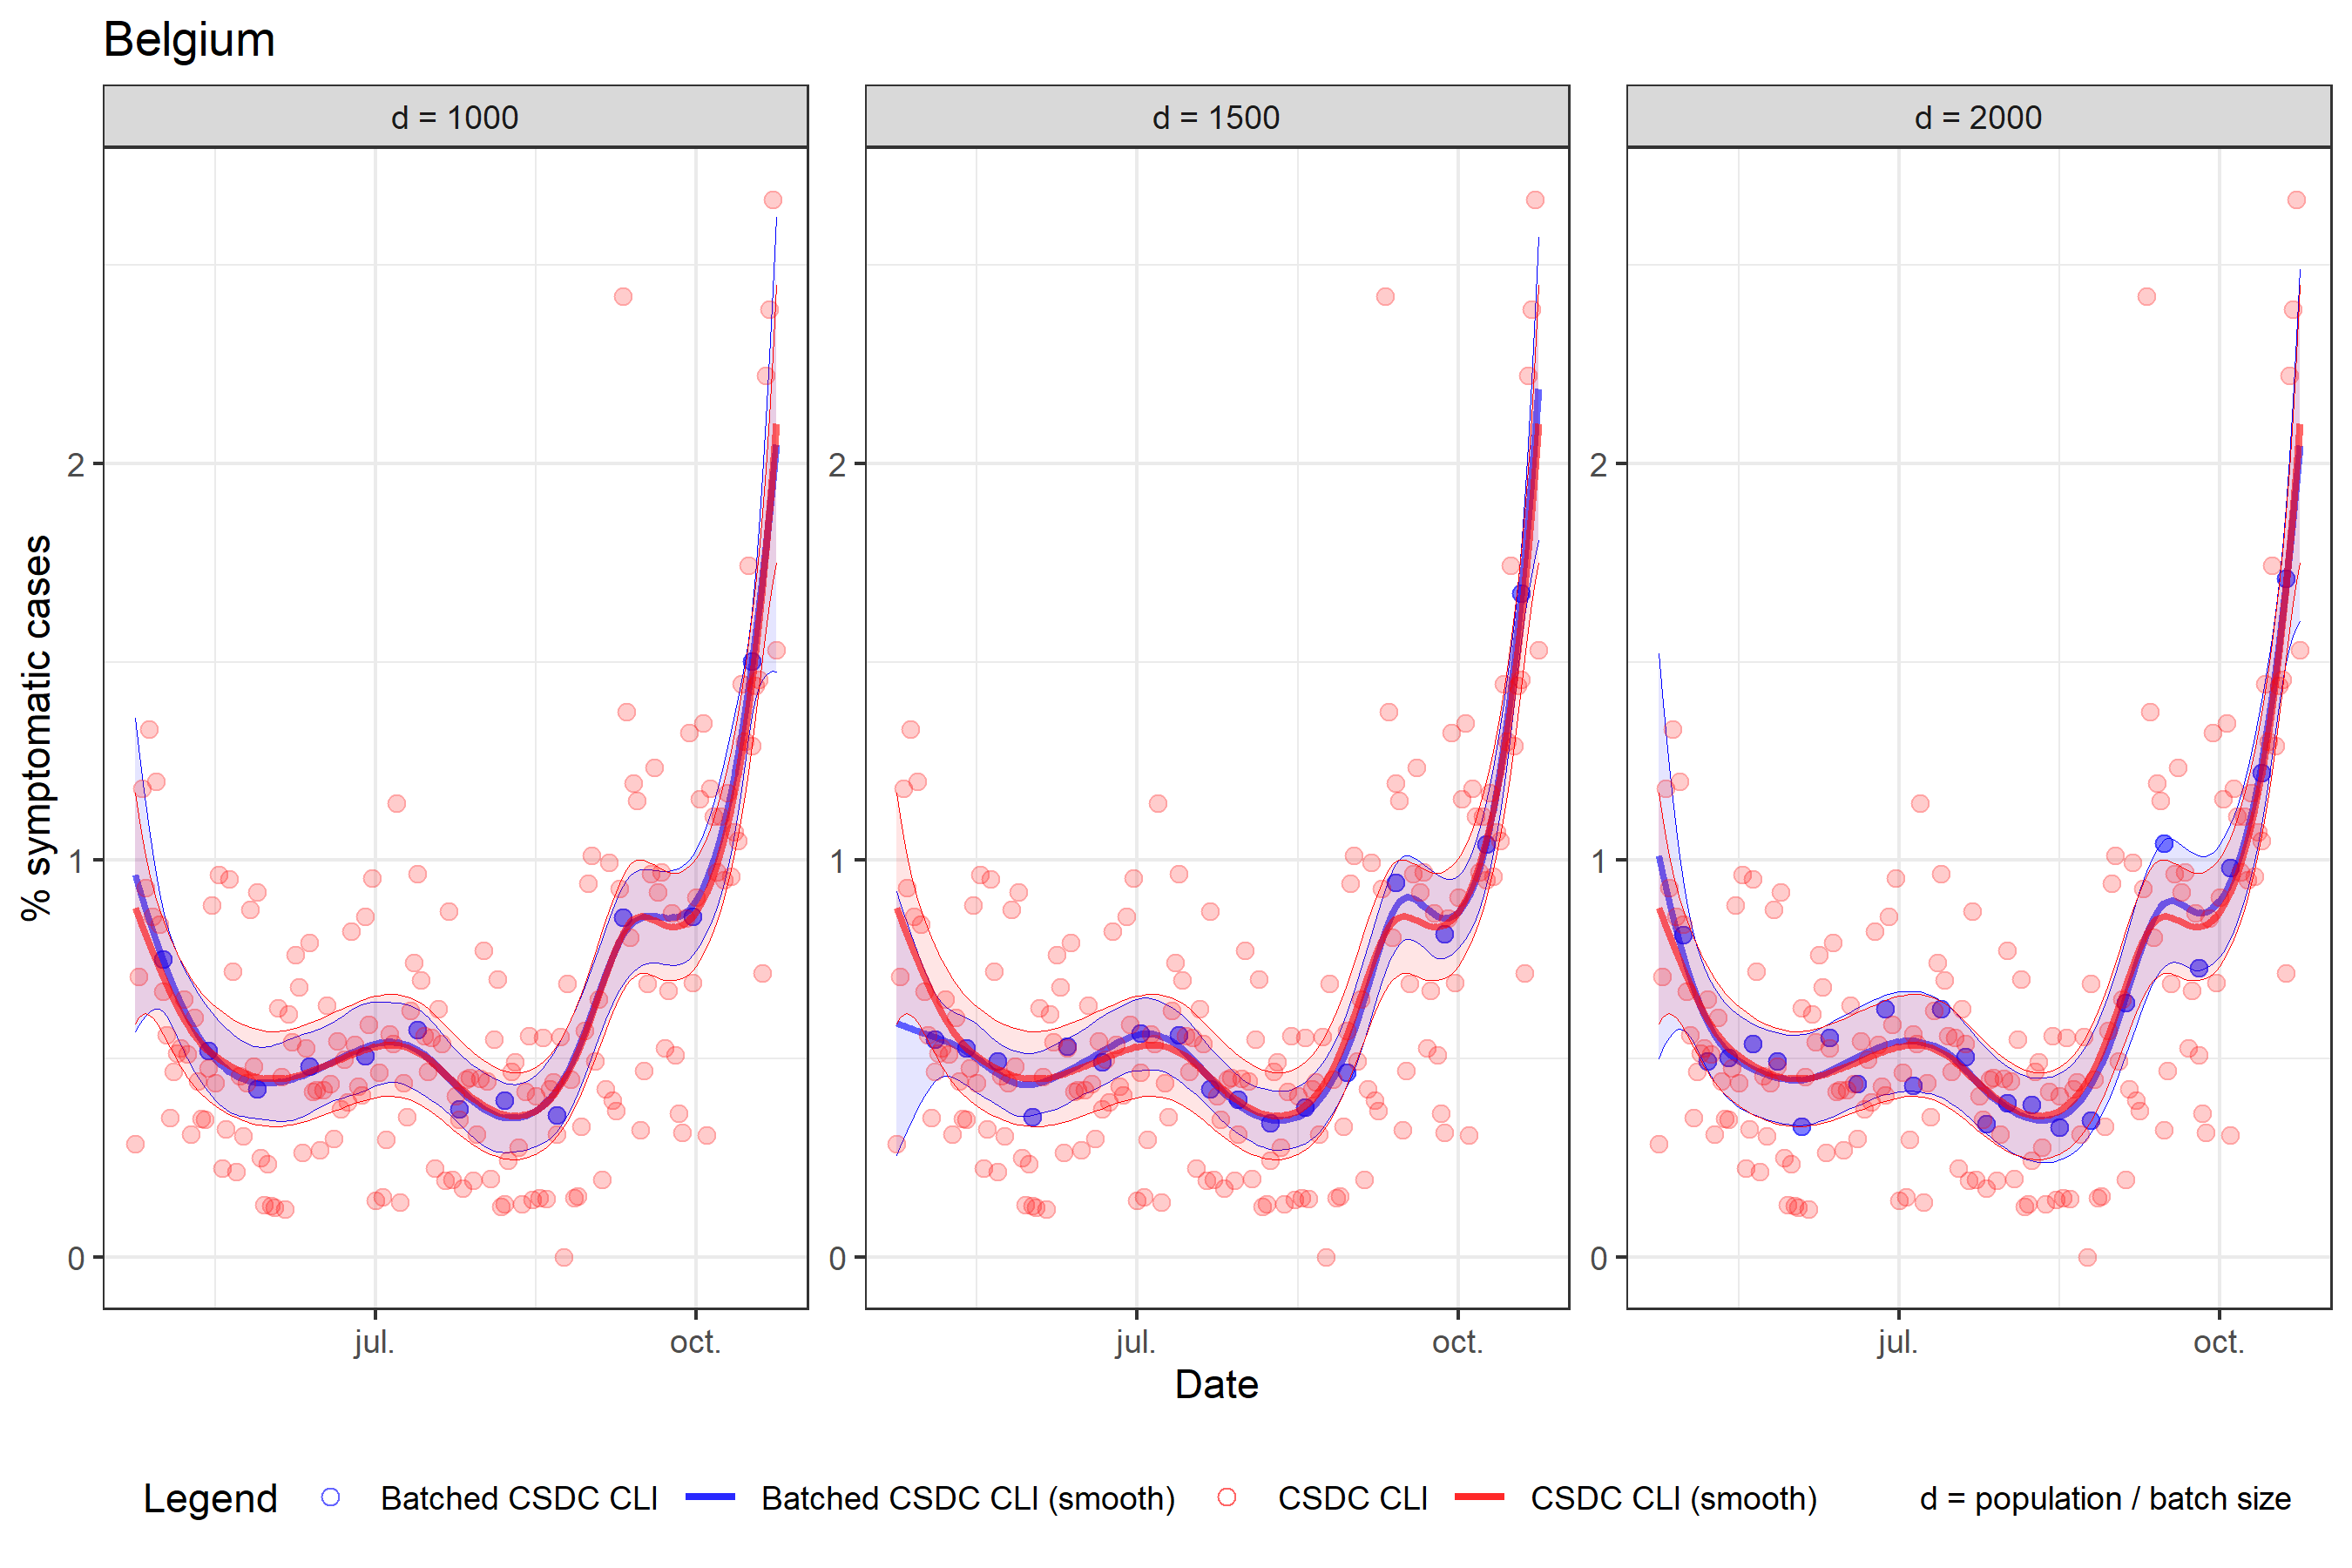 Belgium
d = 1000
d = 1500
d = 2000
% symptomatic cases
2
1
0
2
1
0
2
1
0
jul.
oct.
jul.
oct.
jul.
oct.
Date
Legend
Batched CSDC CLI
Batched CSDC CLI (smooth)
CSDC CLI
CSDC CLI (smooth)
d = population / batch size